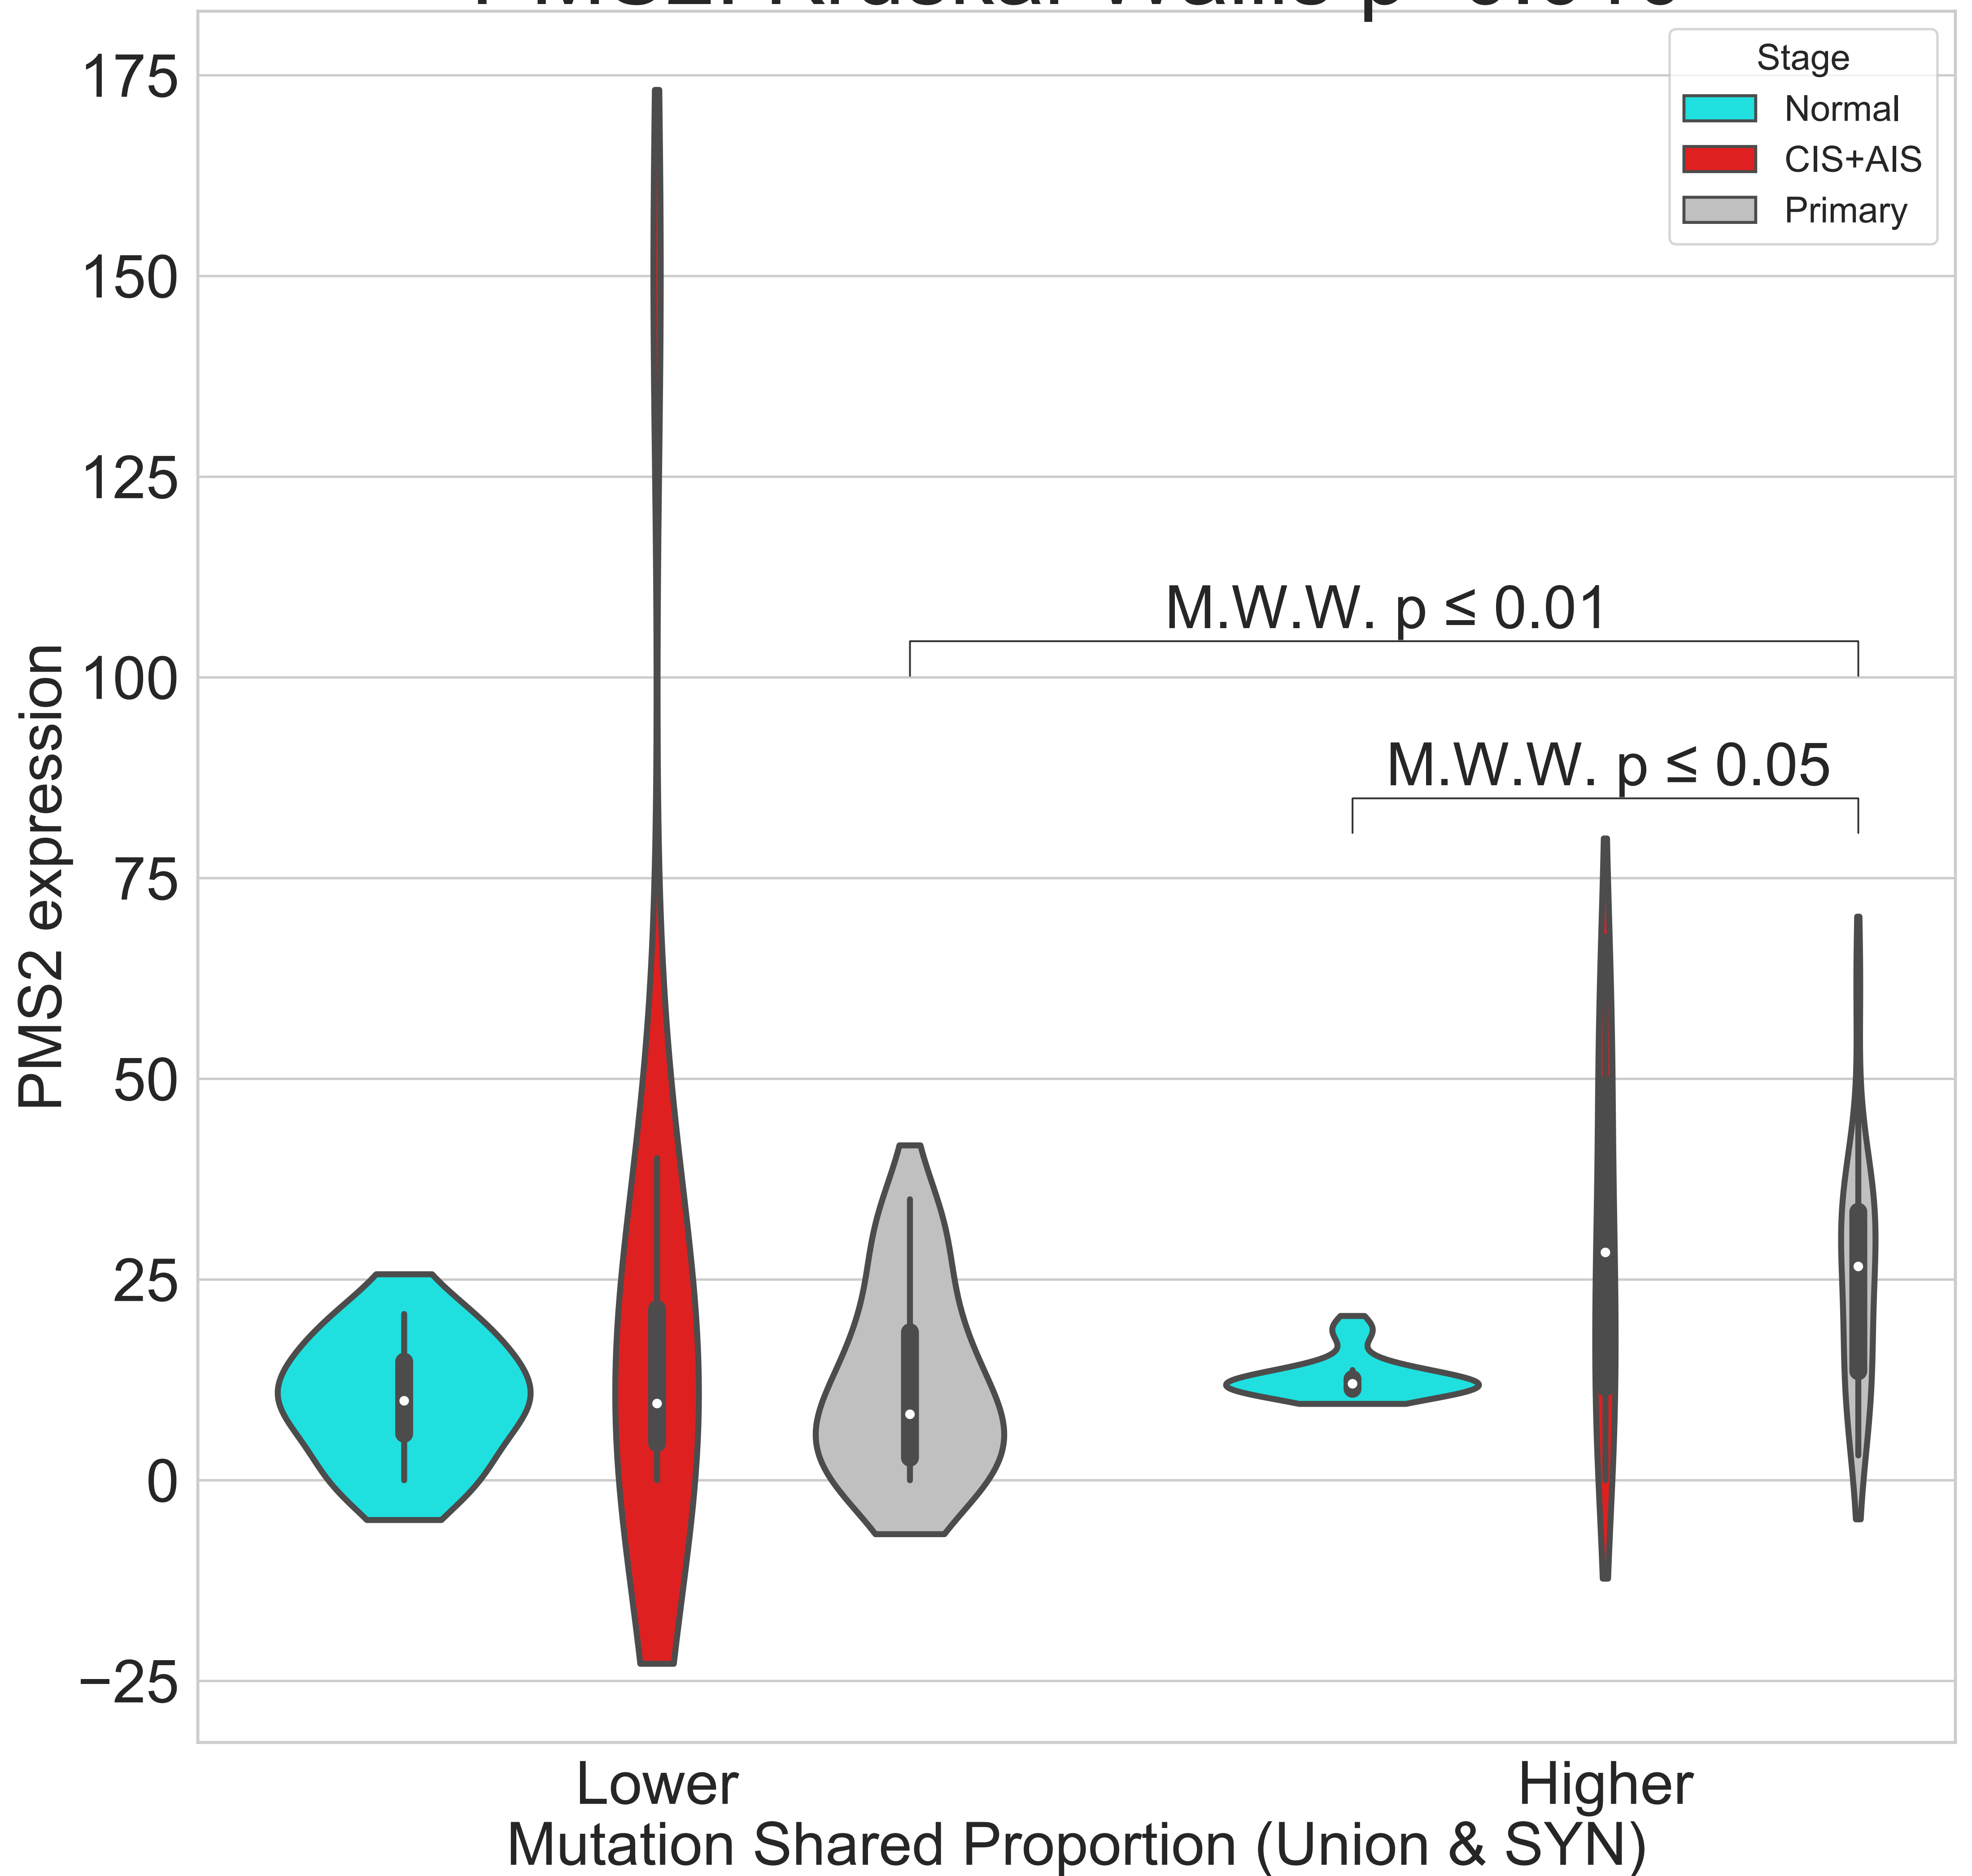 175
150
125
100
75
50
25
0
−25
PMS2 expression
Stage
Normal
CIS+AIS
Primary
M.W.W. p ≤ 0.01
M.W.W. p ≤ 0.05
Lower
Higher
Mutation Shared Proportion (Union & SYN)